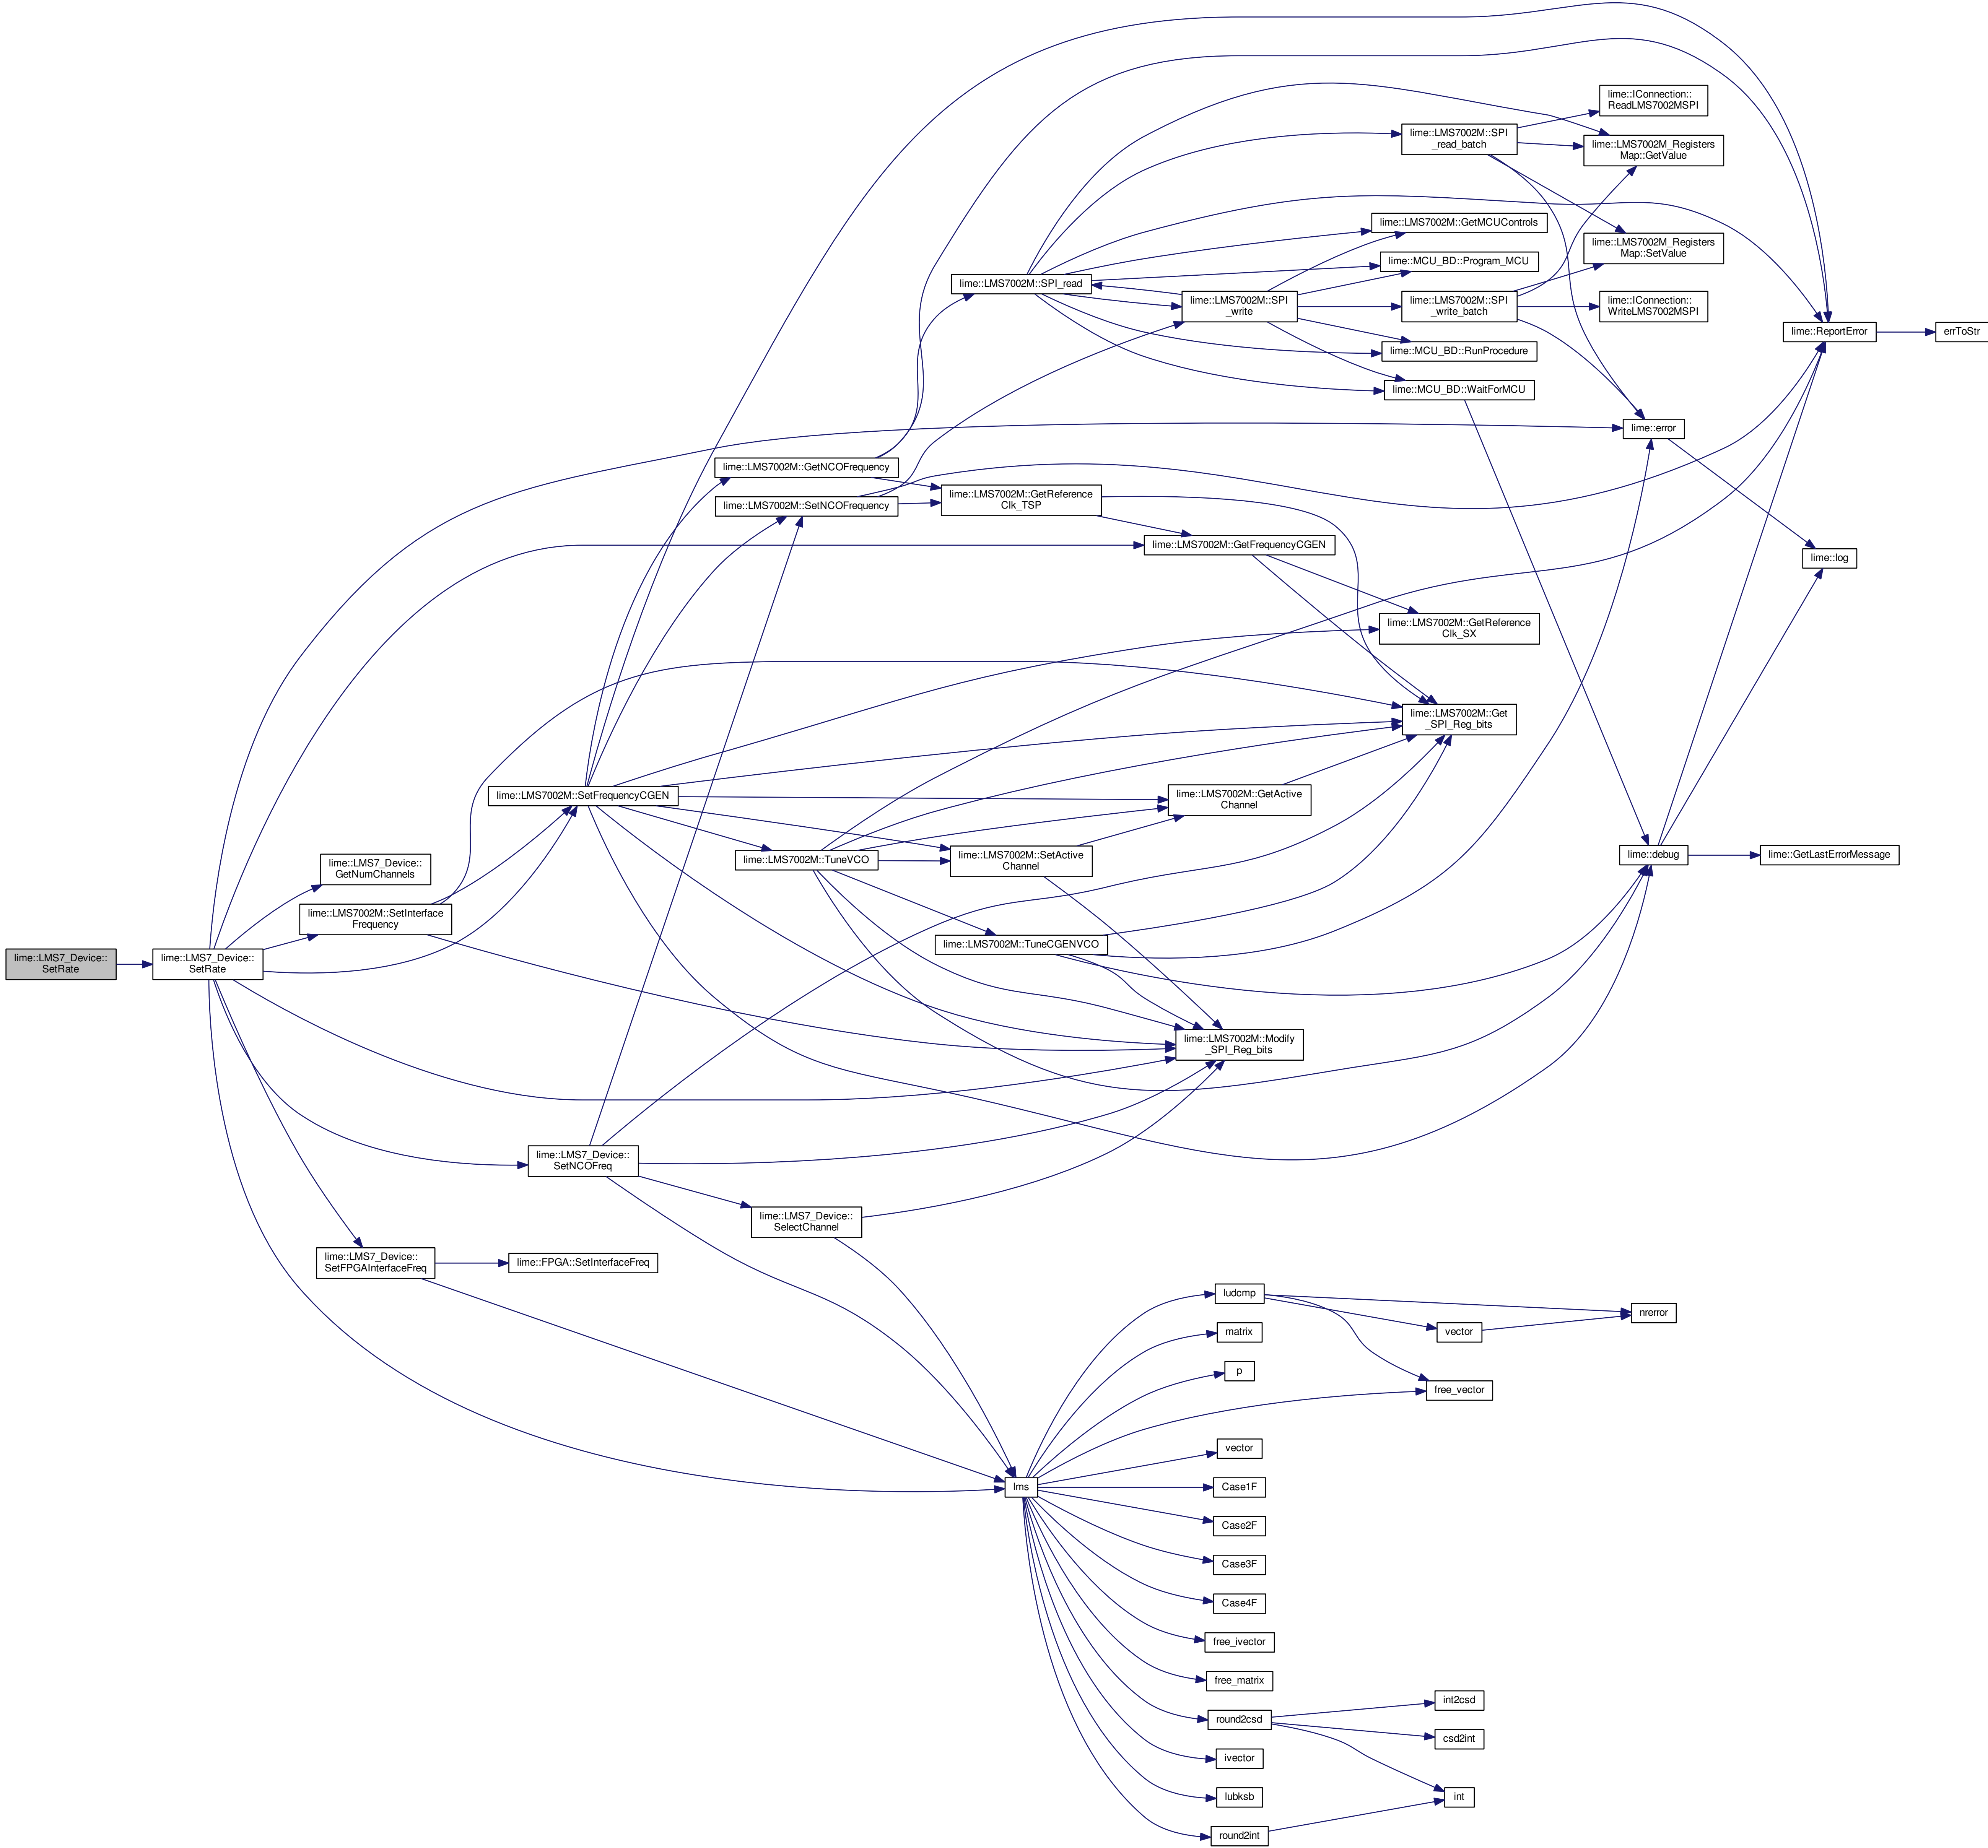 lime::IConnection::
ReadLMS7002MSPI
lime::LMS7002M::SPI
_read_batch
lime::LMS7002M_Registers
Map::GetValue
lime::LMS7002M::GetMCUControls
lime::LMS7002M_Registers
Map::SetValue
lime::MCU_BD::Program_MCU
lime::LMS7002M::SPI_read
lime::LMS7002M::SPI
_write
lime::LMS7002M::SPI
_write_batch
lime::IConnection::
WriteLMS7002MSPI
lime::ReportError
errToStr
lime::MCU_BD::RunProcedure
lime::MCU_BD::WaitForMCU
lime::error
lime::LMS7002M::GetNCOFrequency
lime::LMS7002M::SetNCOFrequency
lime::LMS7002M::GetReference
Clk_TSP
lime::LMS7002M::GetFrequencyCGEN
lime::log
lime::LMS7002M::GetReference
Clk_SX
lime::LMS7002M::Get
_SPI_Reg_bits
lime::LMS7002M::SetFrequencyCGEN
lime::LMS7002M::GetActive
Channel
lime::LMS7_Device::
GetNumChannels
lime::LMS7002M::TuneVCO
lime::LMS7002M::SetActive
Channel
lime::debug
lime::GetLastErrorMessage
lime::LMS7002M::SetInterface
Frequency
lime::LMS7002M::TuneCGENVCO
lime::LMS7_Device::
SetRate
lime::LMS7_Device::
SetRate
lime::LMS7002M::Modify
_SPI_Reg_bits
lime::LMS7_Device::
SetNCOFreq
lime::LMS7_Device::
SelectChannel
lime::LMS7_Device::
SetFPGAInterfaceFreq
lime::FPGA::SetInterfaceFreq
ludcmp
nrerror
matrix
vector
p
free_vector
vector
lms
Case1F
Case2F
Case3F
Case4F
free_ivector
free_matrix
int2csd
round2csd
csd2int
ivector
lubksb
int
round2int